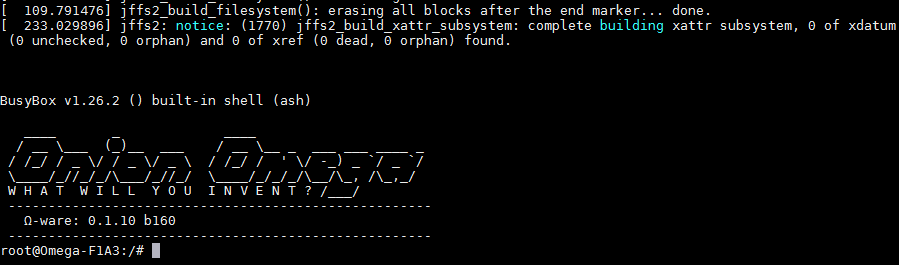 [  109.791476] jffs2_build_filesystem(): erasing all blocks after the end marker... done.
[  233.029896] jffs2: notice: (1770) jffs2_build_xattr_subsystem: complete building xattr subsystem, 0 of xdatum
(0 unchecked, 0 orphan) and 0 of xref (0 dead, 0 orphan) found.
BusyBox v1.26.2 () built-in shell (ash)
Onion Omega
W H A T  W I L L  Y O U  I N V E N T ?
Ω-ware: 0.1.10 b160
root@Omega-F1A3:/#